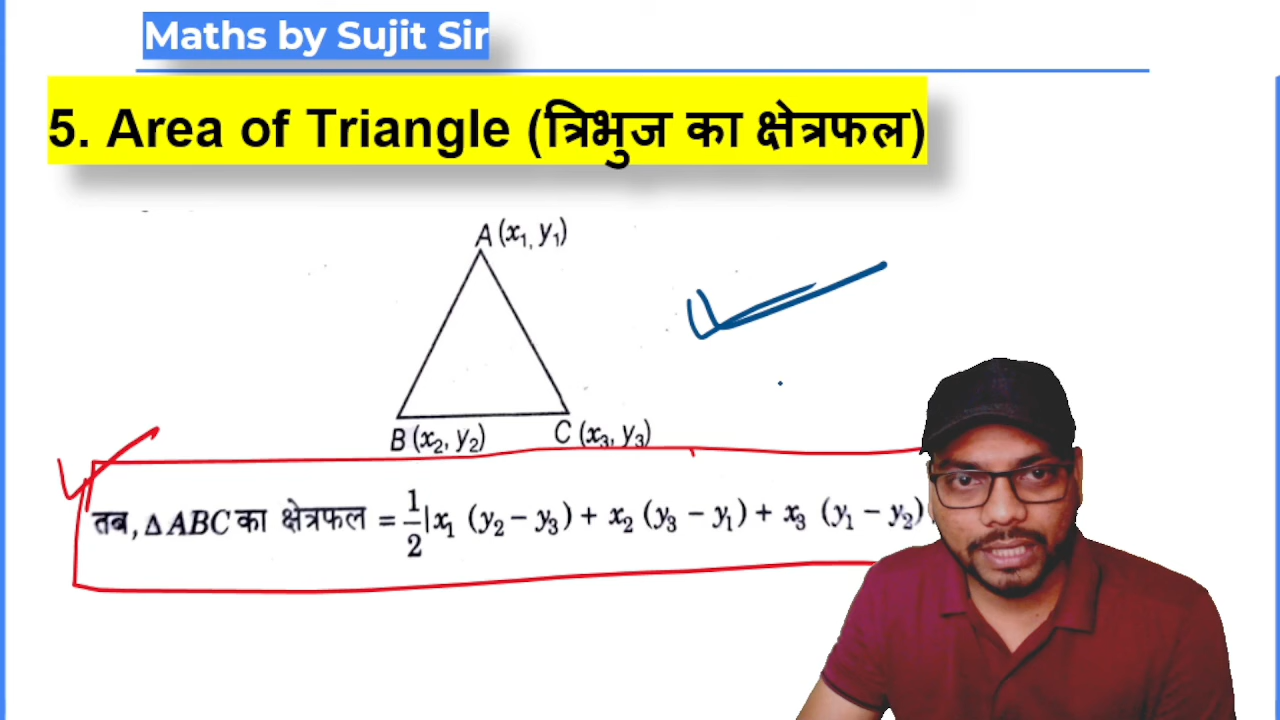 Maths by Sujit Sir
5. Area of Triangle (त्रिभुज का क्षेत्रफल)
A (x₁, y₁)
B (x₂, y₂) C (x₃, y₃)
तब, Δ ABC का क्षेत्रफल = 1/2 |x₁ (y₂ − y₃) + x₂ (y₃ − y₁) + x₃ (y₁ − y₂)